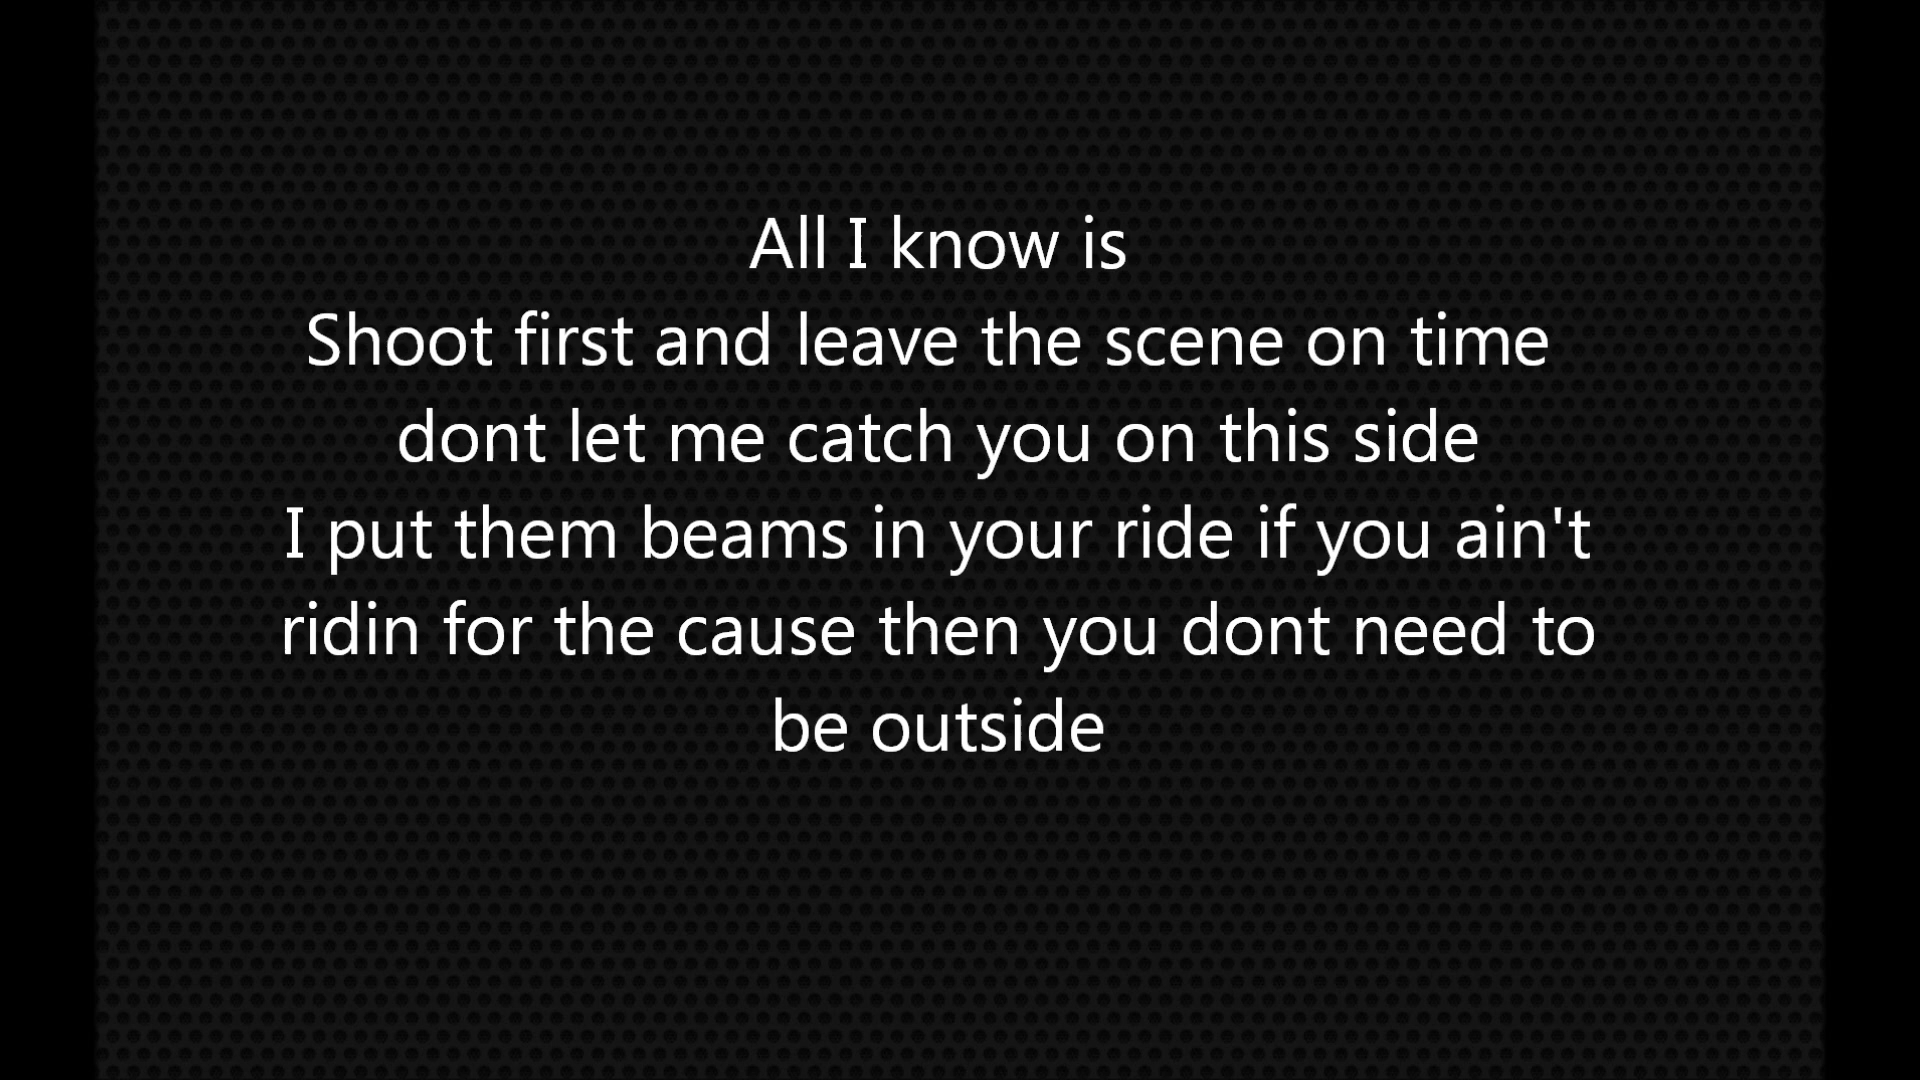 All I know is
Shoot first and leave the scene on time
dont let me catch you on this side
I put them beams in your ride if you ain't
ridin for the cause then you dont need to
be outside